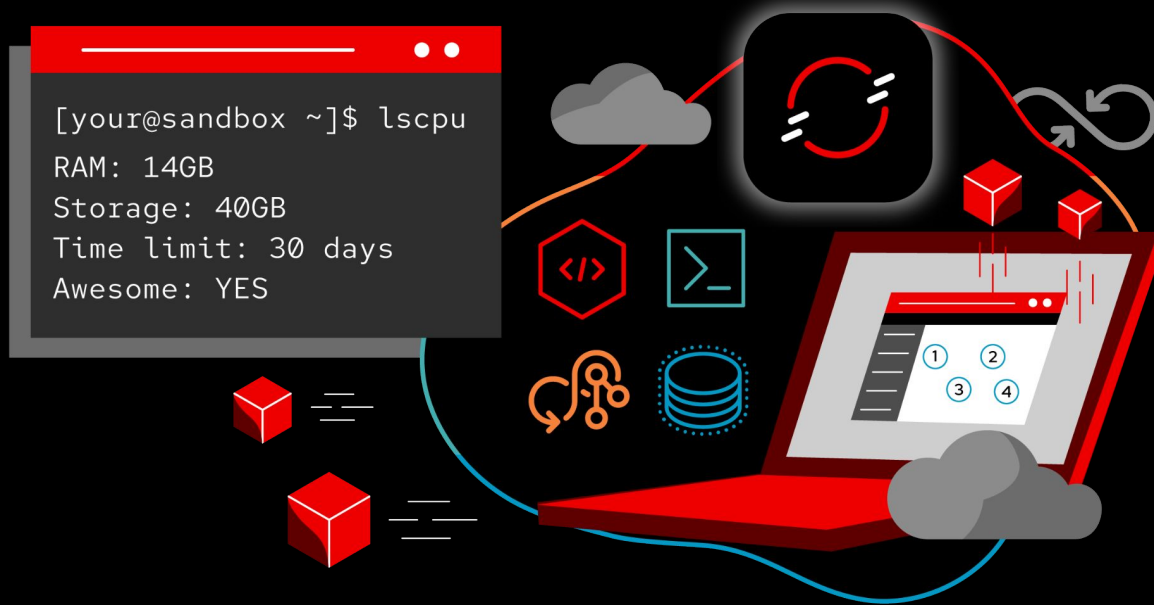 [your@sandbox ~]$ lscpu
RAM: 14GB
Storage: 40GB
Time limit: 30 days
Awesome: YES
</>
>_
1 2
3 4